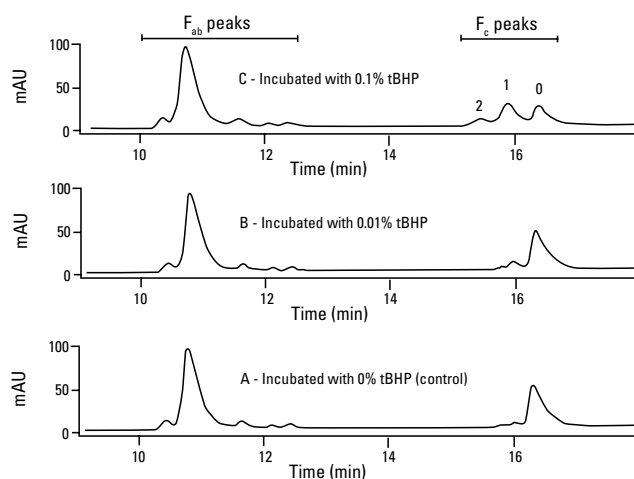 Fab peaks
Fc peaks
mAU
100
50
0
C - Incubated with 0.1% tBHP
2
1
0
10
12
14
16
Time (min)
mAU
100
50
0
B - Incubated with 0.01% tBHP
10
12
14
16
Time (min)
mAU
100
50
0
A - Incubated with 0% tBHP (control)
10
12
14
16
Time (min)